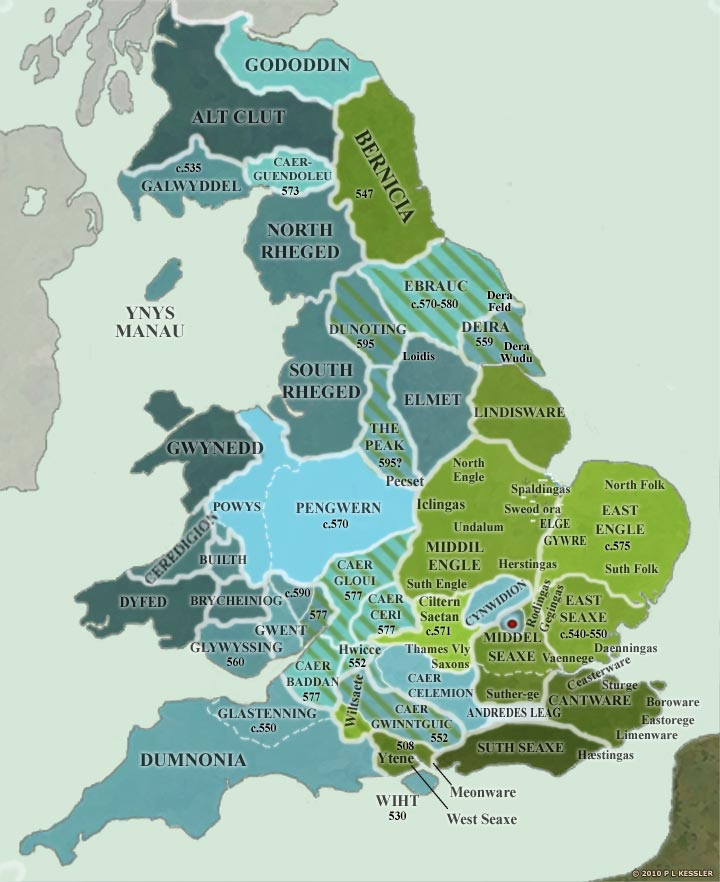 GODODDIN
ALT CLUT
BERNICIA
547
c.535
GALWYDDEL
CAER-
GUENDOLEU
573
NORTH
RHEGED
YNYS
MANAU
EBRAUC
c.570-580
Dera
Feld
DEIRA
559
Dera
Wudu
DUNOTING
595
Loidis
SOUTH
RHEGED
ELMET
LINDISWARE
THE
PEAK
595?
Pecset
GWYNEDD
POWYS
PENGWERN
c.570
North
Engle
Iclingas
Undalum
MIDDIL
ENGLE
Spaldingas
Sweod ora
ELGE
GYWRE
North Folk
EAST
ENGLE
c.575
South Folk
Herstingas
South Engle
CEREDIGION
BUILTH
DYFED
BRYCHEINIOG
c.590
577
GWENT
GLYWYSSING
560
CAER
GLOUI
577
CAER
CERI
577
Ciltern
Saetan
c.571
CYNWIDION
Rodingas
Gegingas
EAST
SEAXE
c.540-550
MIDDEL
SEAXE
Daenningas
Vaennege
Hwicce
552
Thames Vly
Saxons
CAER
BADDAN
577
Wiltsaete
CAER
CELEMION
Suther-ge
Ceasterware
CANTWARE
Sturge
Boroware
Eastorege
Limenware
GLASTENNING
c.550
CAER
GWINNTGUIC
552
ANDREDES LEAG
DUMNONIA
508
Ytene
SUTH SEAXE
Hæstingas
WIHT
530
Meonware
West Seaxe
© 2010 P L KESSLER